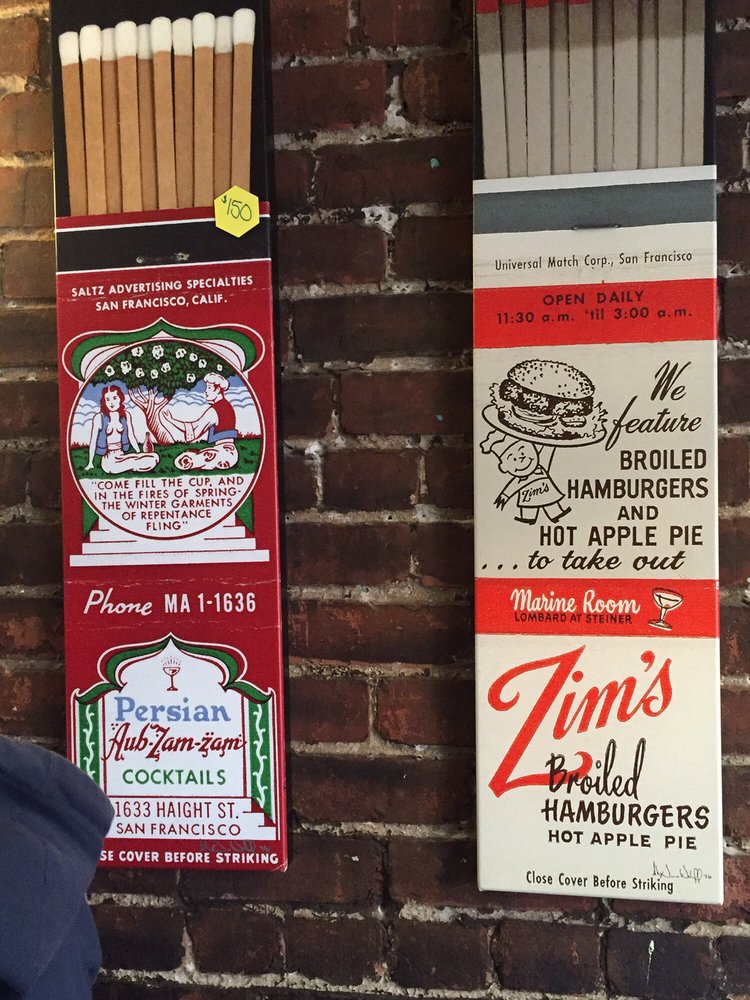 $150
SALTZ ADVERTISING SPECIALTIES
SAN FRANCISCO, CALIF.
"COME FILL THE CUP, AND
IN THE FIRES OF SPRING-
THE WINTER GARMENTS
OF REPENTANCE
FLING"
Phone MA 1-1636
Persian
Aub-Zam-zam
COCKTAILS
1633 HAIGHT ST.
SAN FRANCISCO
SE COVER BEFORE STRIKING
Universal Match Corp., San Francisco
OPEN DAILY
11:30 a.m. 'til 3:00 a.m.
We
feature
BROILED
HAMBURGERS
AND
HOT APPLE PIE
...to take out
Zim's
Marine Room
LOMBARD AT STEINER
Zim's
Broiled
HAMBURGERS
HOT APPLE PIE
Close Cover Before Striking